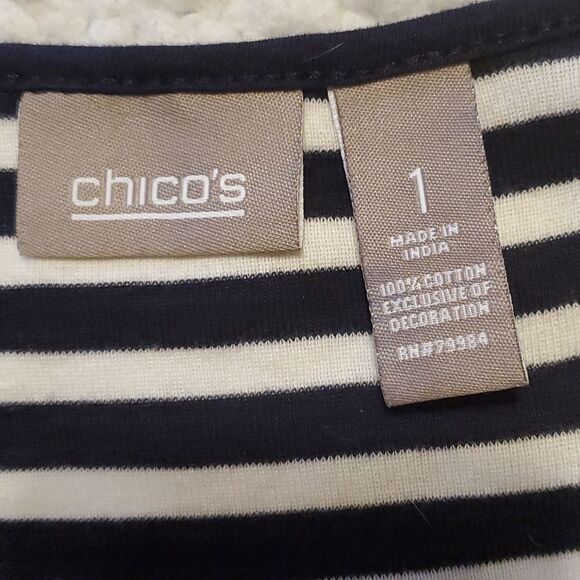 chico's
1
MADE IN
INDIA
100% COTTON
EXCLUSIVE OF
DECORATION
RN#79984